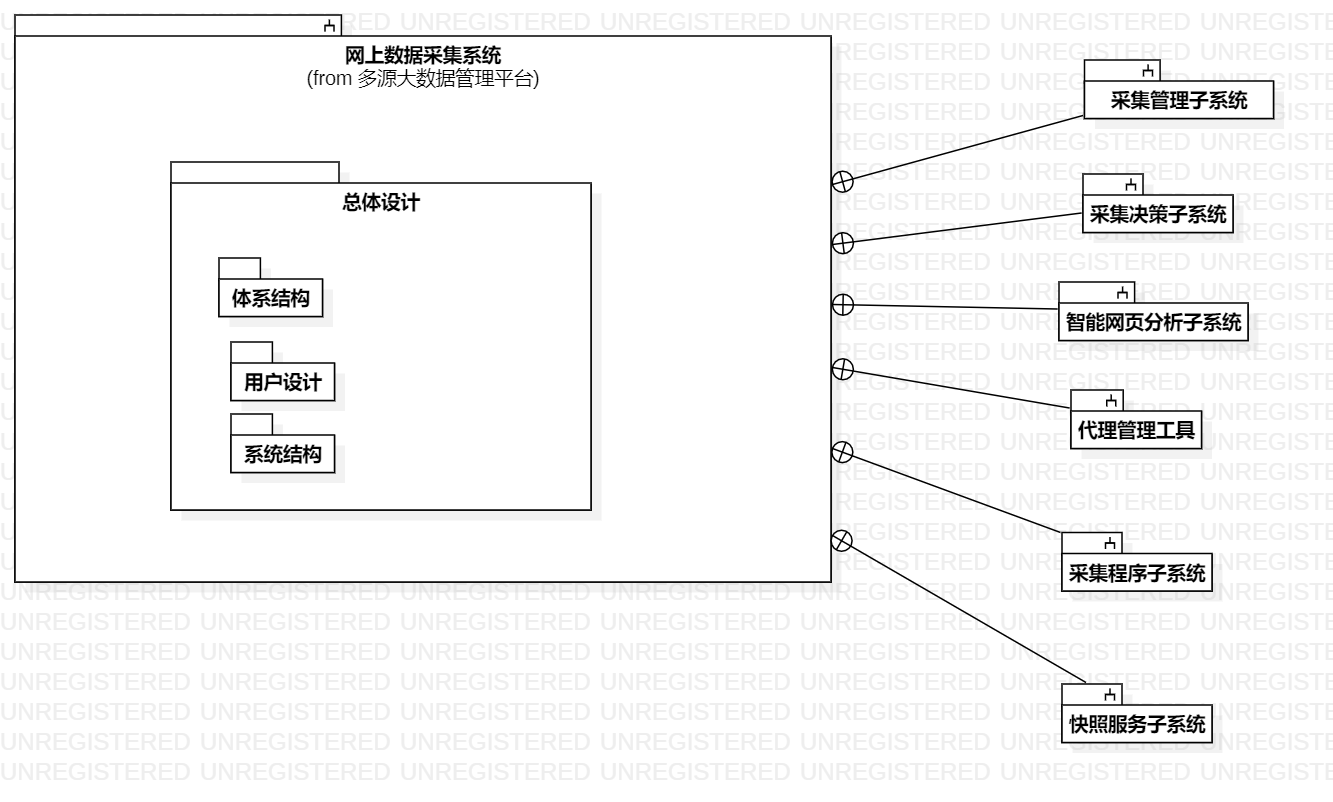 网上数据采集系统
(from 多源大数据管理平台)
总体设计
体系结构
用户设计
系统结构
采集管理子系统
采集决策子系统
智能网页分析子系统
代理管理工具
采集程序子系统
快照服务子系统
UNREGISTERED UNREGISTERED UNREGISTERED UNREGISTERED UNREGISTERED UNREGISTERED UNREGISTE